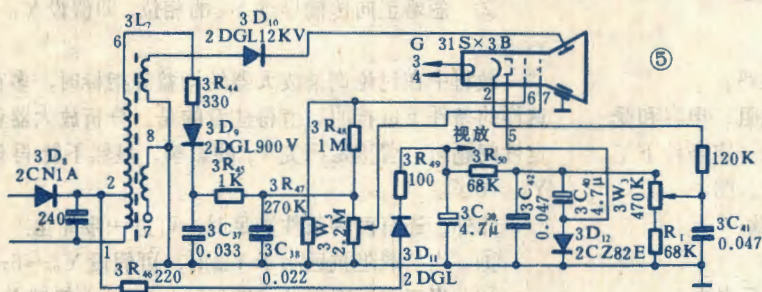 3L₇
6
3D₁₀
2DGL12KV
G 31S×3B
3
4
⑤
3R₄₄
330
3D₉
2DGL900V
8
3D₈
2CN1A
2
240
1
7
3R₄₅
1K
3R₄₇
270K
3R₄₈
1M
2
5
6
7
视放
3R₄₉
100
3R₅₀
68K
3C₃₉
4.7μ
3C₄₂
0.047
3C₄₀
4.7μ
3W₃
470K
120K
3C₃₇
0.033
3C₃₈
0.022
2M
3D₁₁
2DGL
3D₁₂
2CZ82E
R₁
68K
3C₄₁
0.047
3R₄₆
220